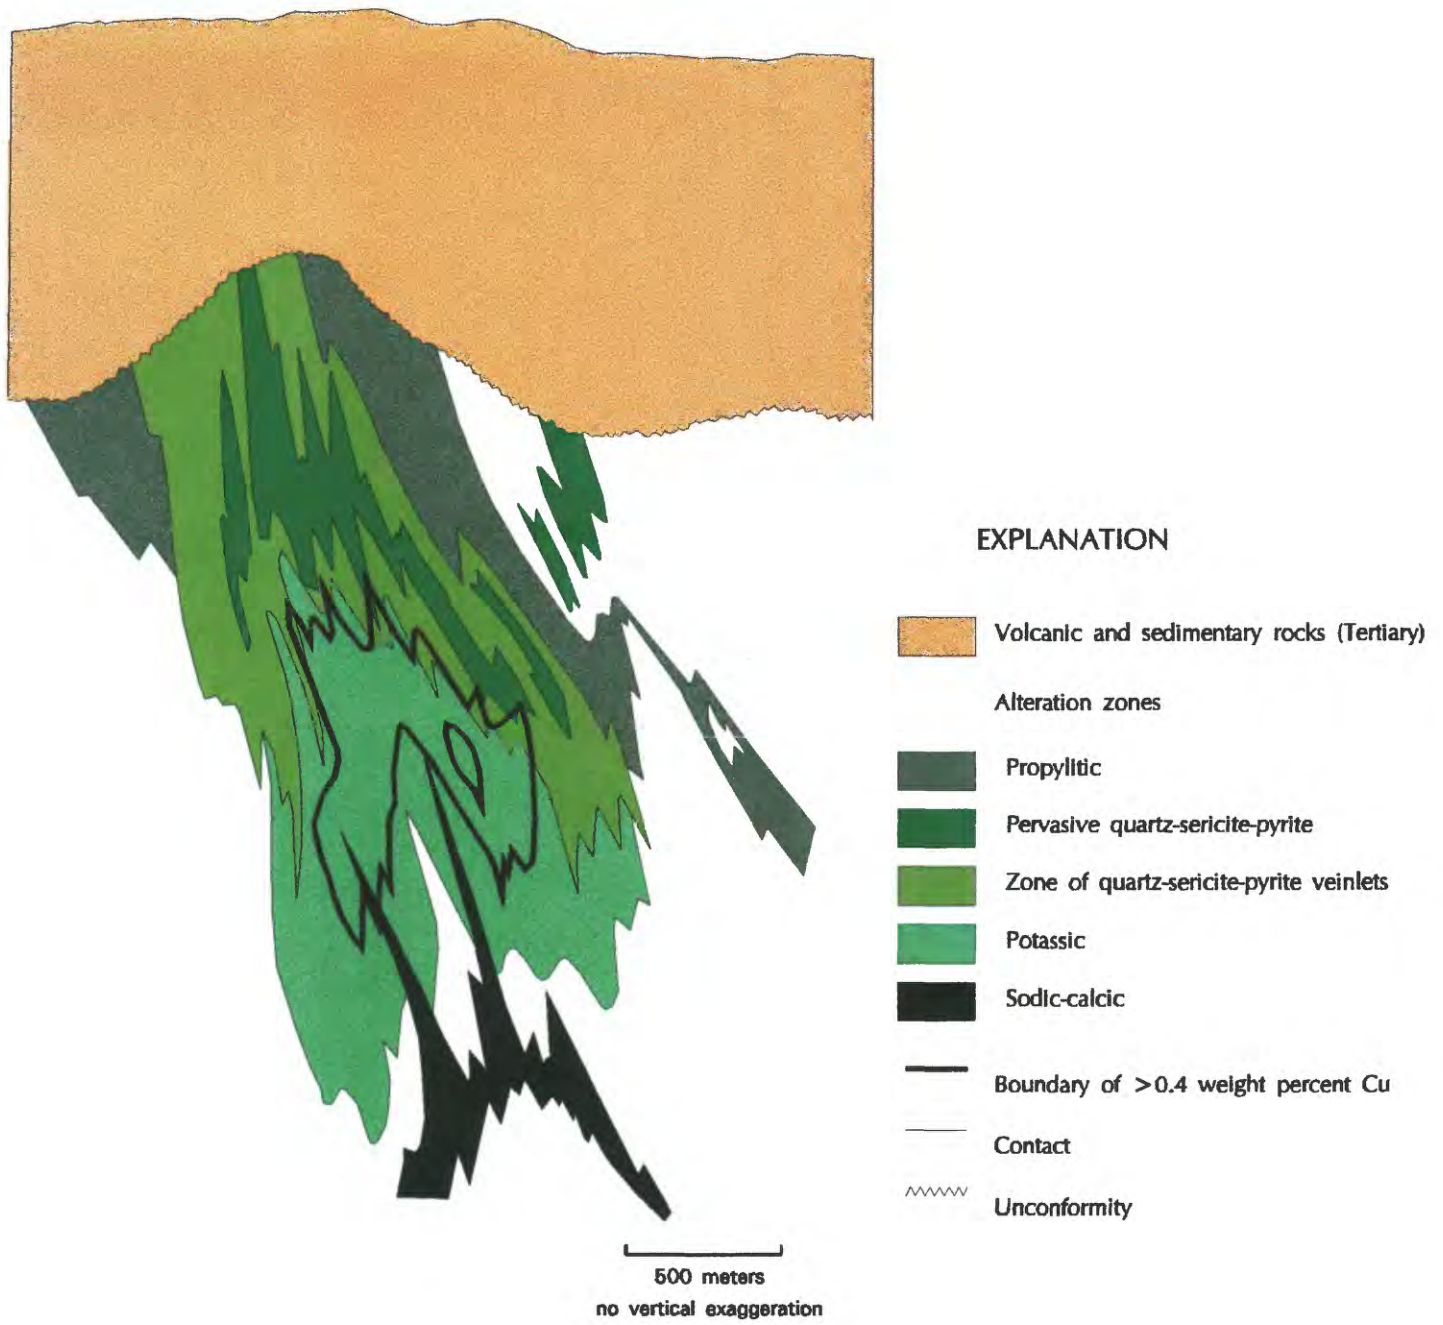 EXPLANATION
Volcanic and sedimentary rocks (Tertiary)
Alteration zones
Propylitic
Pervasive quartz-sericite-pyrite
Zone of quartz-sericite-pyrite veinlets
Potassic
Sodic-calcic
Boundary of >0.4 weight percent Cu
Contact
Unconformity
500 meters
no vertical exaggeration